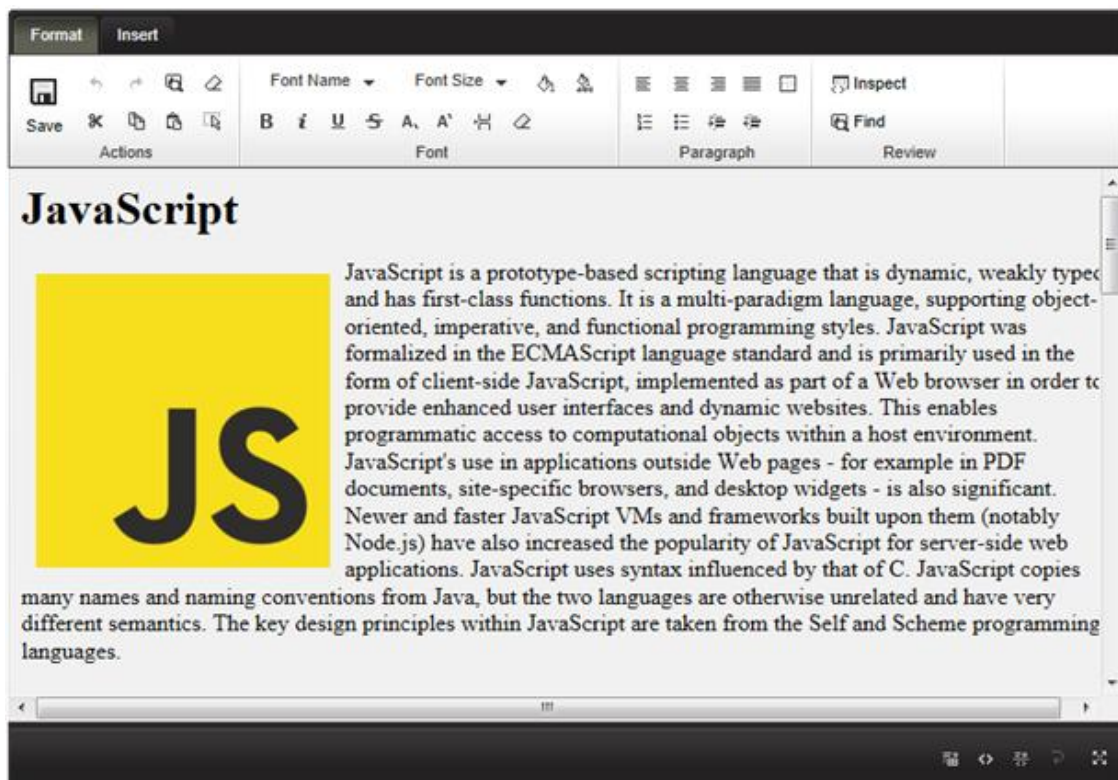 Format Insert
Font Name Font Size Inspect
Save B i U S A A Find
Actions Font Paragraph Review
JavaScript
JavaScript is a prototype-based scripting language that is dynamic, weakly typed
and has first-class functions. It is a multi-paradigm language, supporting object-
oriented, imperative, and functional programming styles. JavaScript was
formalized in the ECMAScript language standard and is primarily used in the
form of client-side JavaScript, implemented as part of a Web browser in order to
provide enhanced user interfaces and dynamic websites. This enables
programmatic access to computational objects within a host environment.
JavaScript's use in applications outside Web pages - for example in PDF
documents, site-specific browsers, and desktop widgets - is also significant.
Newer and faster JavaScript VMs and frameworks built upon them (notably
Node.js) have also increased the popularity of JavaScript for server-side web
applications. JavaScript uses syntax influenced by that of C. JavaScript copies
JS
many names and naming conventions from Java, but the two languages are otherwise unrelated and have very
different semantics. The key design principles within JavaScript are taken from the Self and Scheme programming
languages.